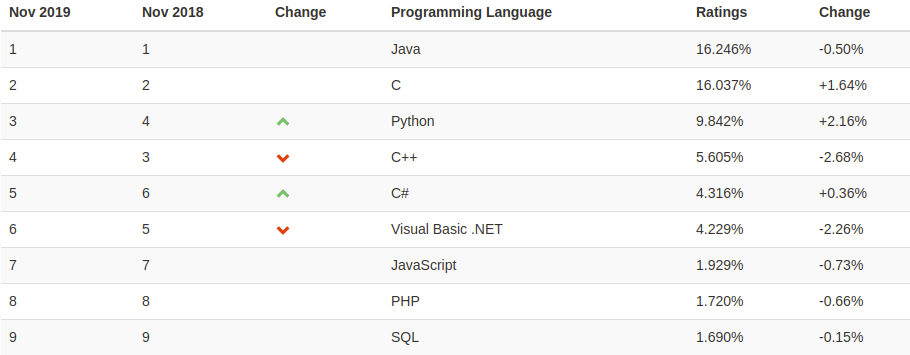 Nov 2019 Nov 2018 Change Programming Language Ratings Change
1 1 Java 16.246% -0.50%
2 2 C 16.037% +1.64%
3 4 Python 9.842% +2.16%
4 3 C++ 5.605% -2.68%
5 6 C# 4.316% +0.36%
6 5 Visual Basic .NET 4.229% -2.26%
7 7 JavaScript 1.929% -0.73%
8 8 PHP 1.720% -0.66%
9 9 SQL 1.690% -0.15%